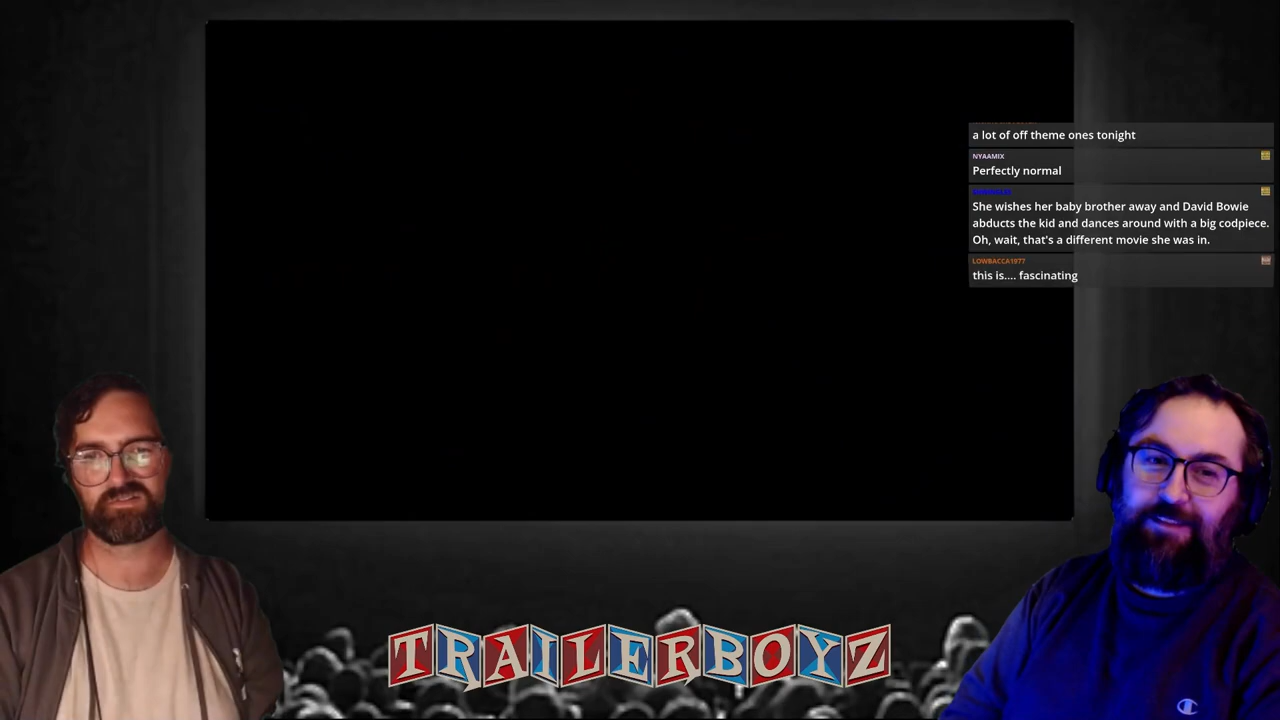 a lot of off theme ones tonight
NYAAMIX
Perfectly normal
She wishes her baby brother away and David Bowie
abducts the kid and dances around with a big codpiece.
Oh, wait, that's a different movie she was in.
LOWBACCA1977
this is.... fascinating
TRAILERBOYZ